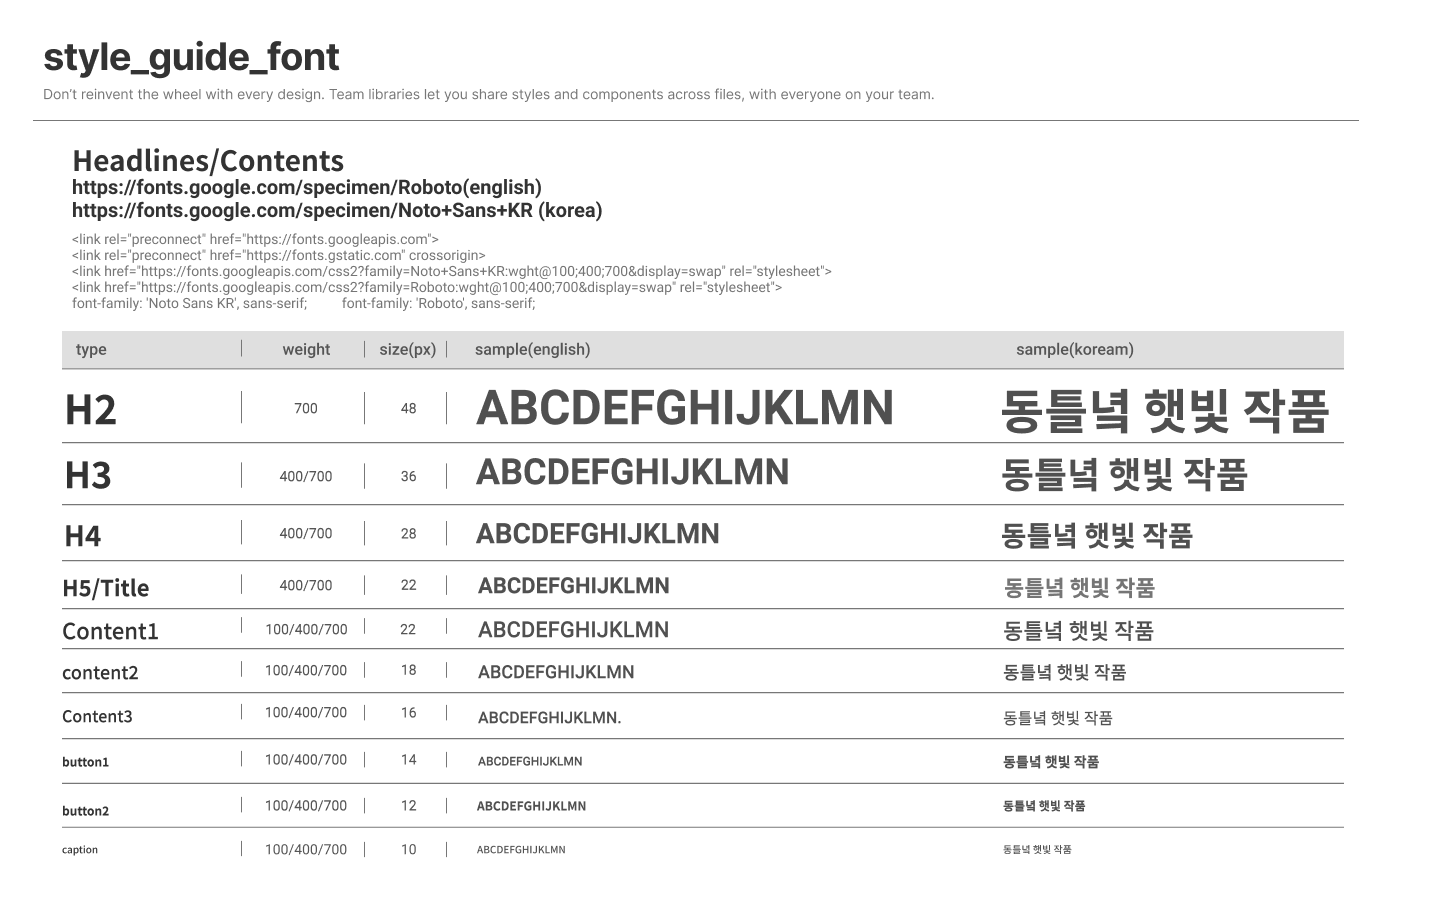 style_guide_font
Don't reinvent the wheel with every design. Team libraries let you share styles and components across files, with everyone on your team.
Headlines/Contents
https://fonts.google.com/specimen/Roboto(english)
https://fonts.google.com/specimen/Noto+Sans+KR (korea)
<link rel="preconnect" href="https://fonts.googleapis.com">
<link rel="preconnect" href="https://fonts.gstatic.com" crossorigin>
<link href="https://fonts.googleapis.com/css2?family=Noto+Sans+KR:wght@100;400;700&display=swap" rel="stylesheet">
<link href="https://fonts.googleapis.com/css2?family=Roboto:wght@100;400;700&display=swap" rel="stylesheet">
font-family: 'Noto Sans KR', sans-serif; font-family: 'Roboto', sans-serif;
type weight size(px) sample(english) sample(koream)
H2 700 48 ABCDEFGHIJKLMN 동틀녘 햇빛 작품
H3 400/700 36 ABCDEFGHIJKLMN 동틀녘 햇빛 작품
H4 400/700 28 ABCDEFGHIJKLMN 동틀녘 햇빛 작품
H5/Title 400/700 22 ABCDEFGHIJKLMN 동틀녘 햇빛 작품
Content1 100/400/700 22 ABCDEFGHIJKLMN 동틀녘 햇빛 작품
content2 100/400/700 18 ABCDEFGHIJKLMN 동틀녘 햇빛 작품
Content3 100/400/700 16 ABCDEFGHIJKLMN. 동틀녘 햇빛 작품
button1 100/400/700 14 ABCDEFGHIJKLMN 동틀녘 햇빛 작품
button2 100/400/700 12 ABCDEFGHIJKLMN 동틀녘 햇빛 작품
caption 100/400/700 10 ABCDEFGHIJKLMN 동틀녘 햇빛 작품